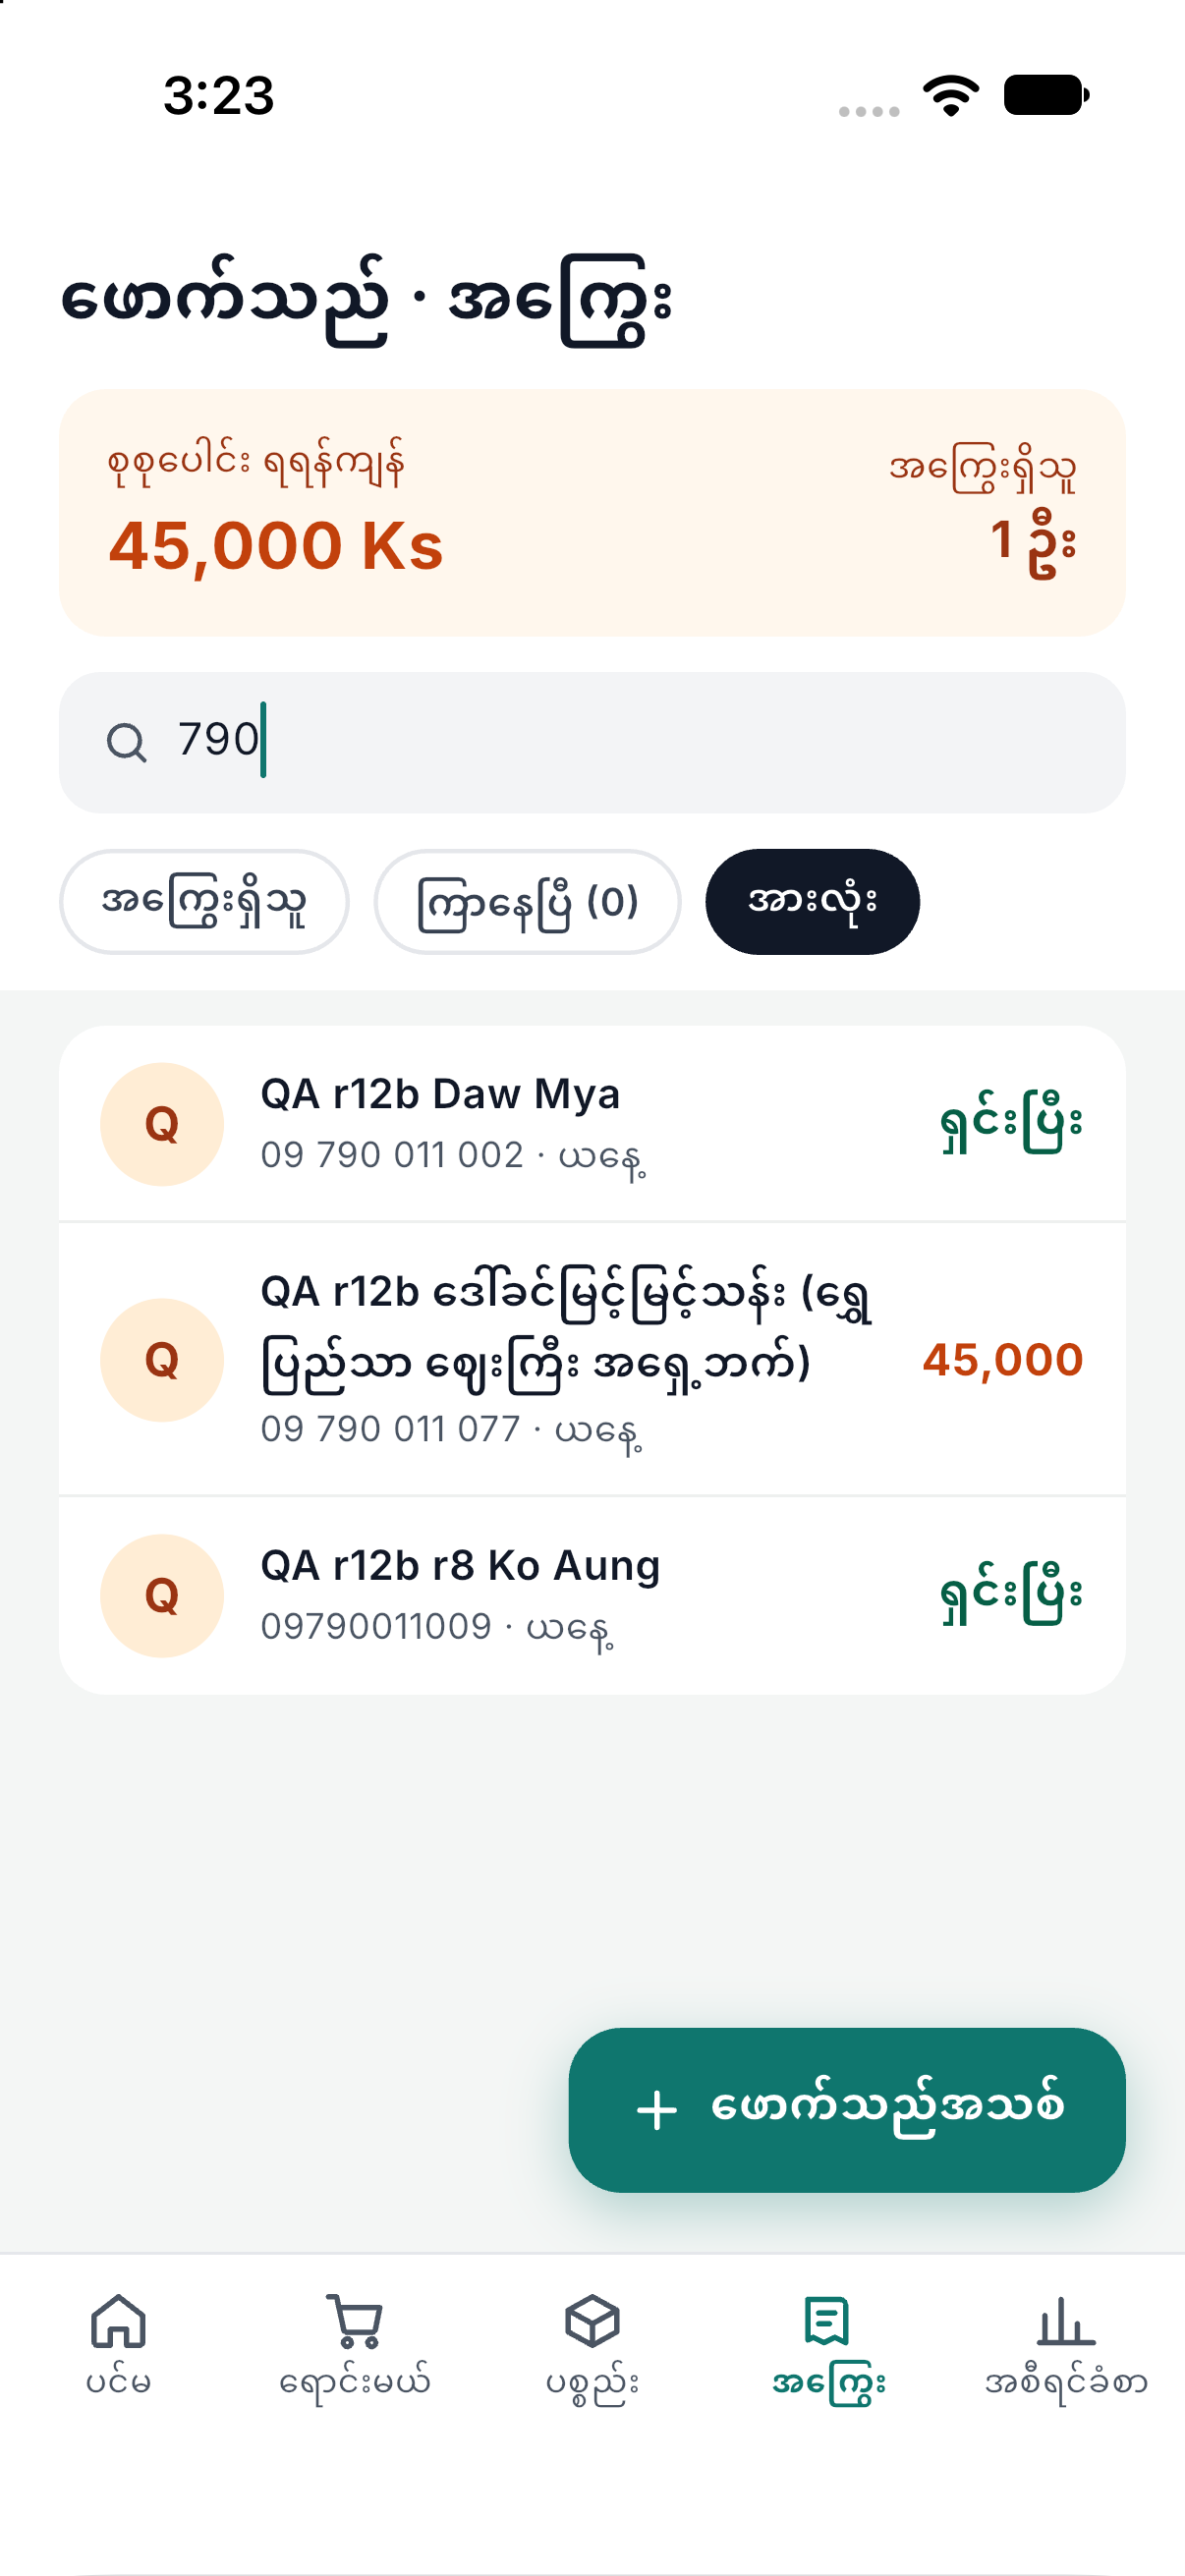 3:23
ဖောက်သည် · အကြွေး
စုစုပေါင်း ရရန်ကျန်
45,000 Ks
အကြွေးရှိသူ
1 ဦး
790
အကြွေးရှိသူ
ကြာနေပြီ (0)
အားလုံး
Q
QA r12b Daw Mya
09 790 011 002 · ယနေ့
ရှင်းပြီး
Q
QA r12b ဒေါ်ခင်မြင့်မြင့်သန်း (ရွှေ
ပြည်သာ ဈေးကြီး အရှေ့ဘက်)
09 790 011 077 · ယနေ့
45,000
Q
QA r12b r8 Ko Aung
09790011009 · ယနေ့
ရှင်းပြီး
+ ဖောက်သည်အသစ်
ပင်မ
ရောင်းမယ်
ပစ္စည်း
အကြွေး
အစီရင်ခံစာ